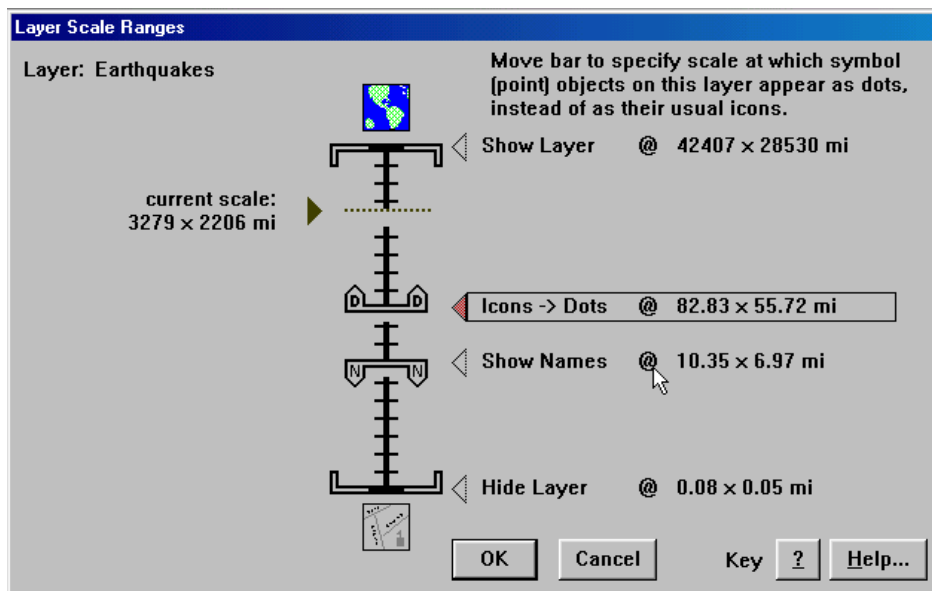 Layer Scale Ranges
Layer: Earthquakes
Move bar to specify scale at which symbol
(point) objects on this layer appear as dots,
instead of as their usual icons.
Show Layer @ 42407 × 28530 mi
current scale:
3279 × 2206 mi
D D
Icons -> Dots @ 82.83 × 55.72 mi
N N
Show Names @ 10.35 × 6.97 mi
Hide Layer @ 0.08 × 0.05 mi
OK Cancel Key ? Help...